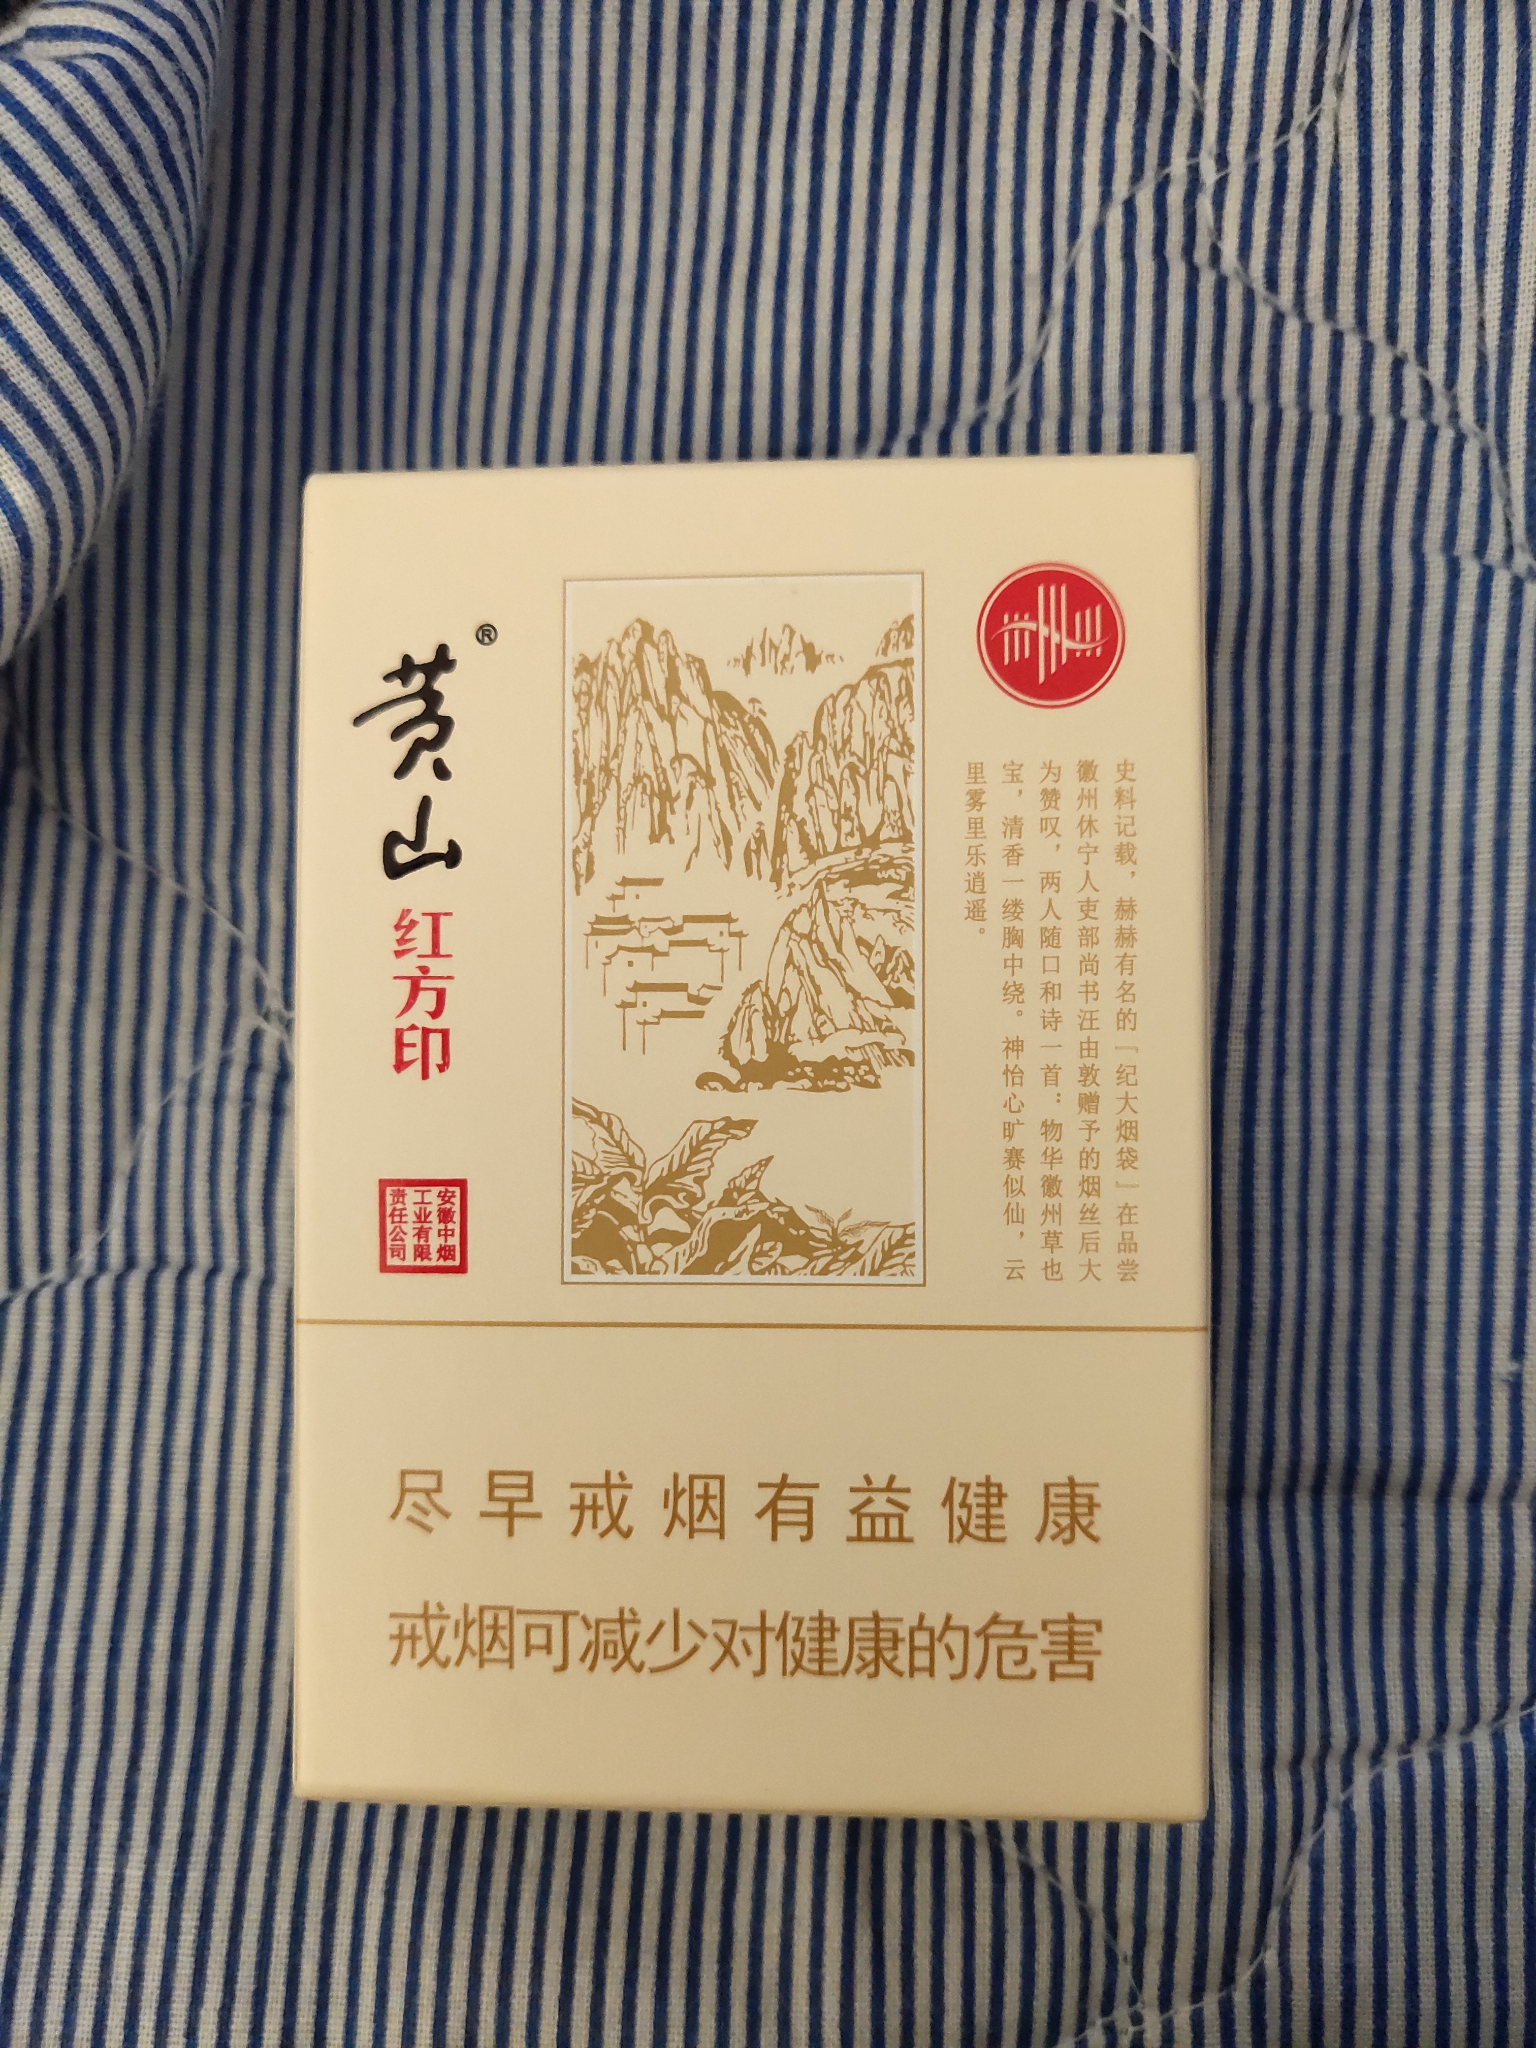 黄山®
红方印
安徽中烟
工业有限
责任公司
史料记载，赫赫有名的『纪大烟袋』在品尝
徽州休宁人吏部尚书汪由敦赠予的烟丝后大
为赞叹，两人随口和诗一首：物华徽州草也
宝，清香一缕胸中绕。神怡心旷赛似仙，云
里雾里乐逍遥。
尽早戒烟有益健康
戒烟可减少对健康的危害